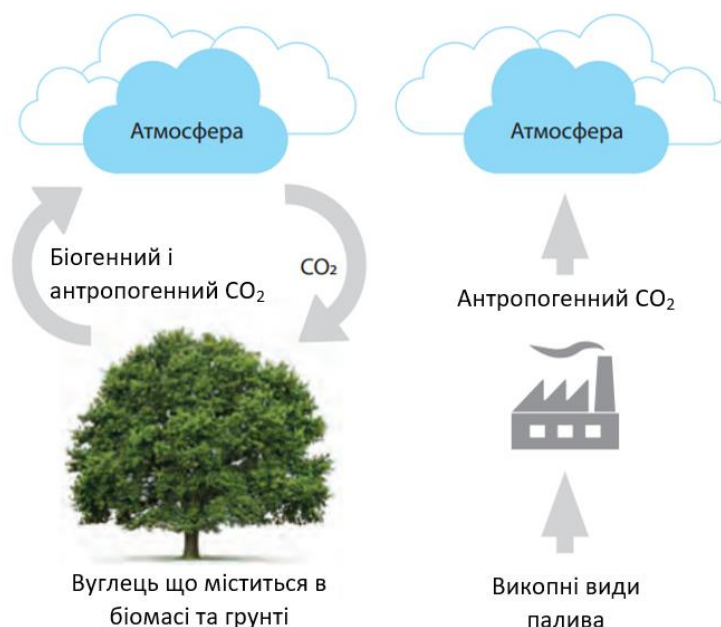 Атмосфера
Біогенний і
антропогенний CO₂
CO₂
Вуглець що міститься в
біомасі та грунті
Атмосфера
Антропогенний CO₂
Викопні види
палива